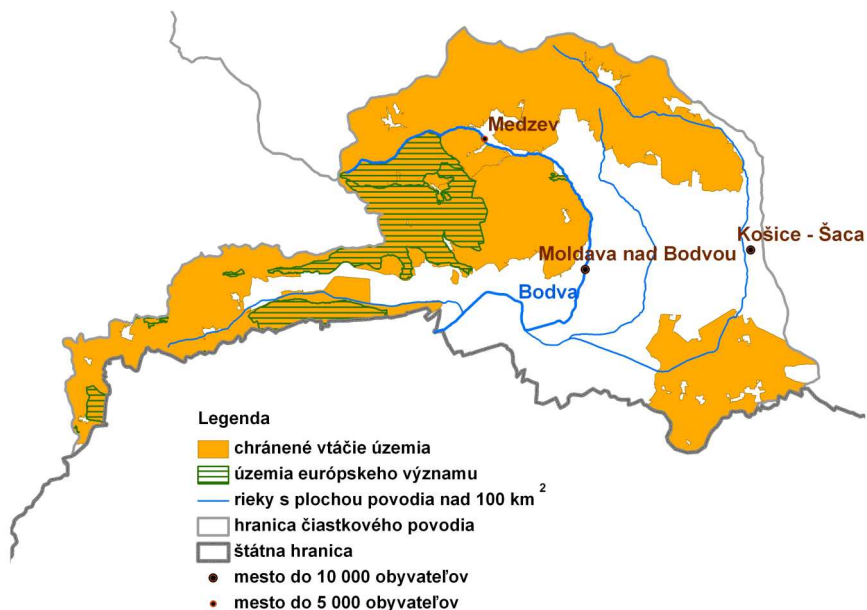 Medzev
Košice - Šaca
Moldava nad Bodvou
Bodva
Legenda
chránené vtáčie územia
územia európskeho významu
rieky s plochou povodia nad 100 km 2
hranica čiastkového povodia
štátna hranica
mesto do 10 000 obyvateľov
mesto do 5 000 obyvateľov